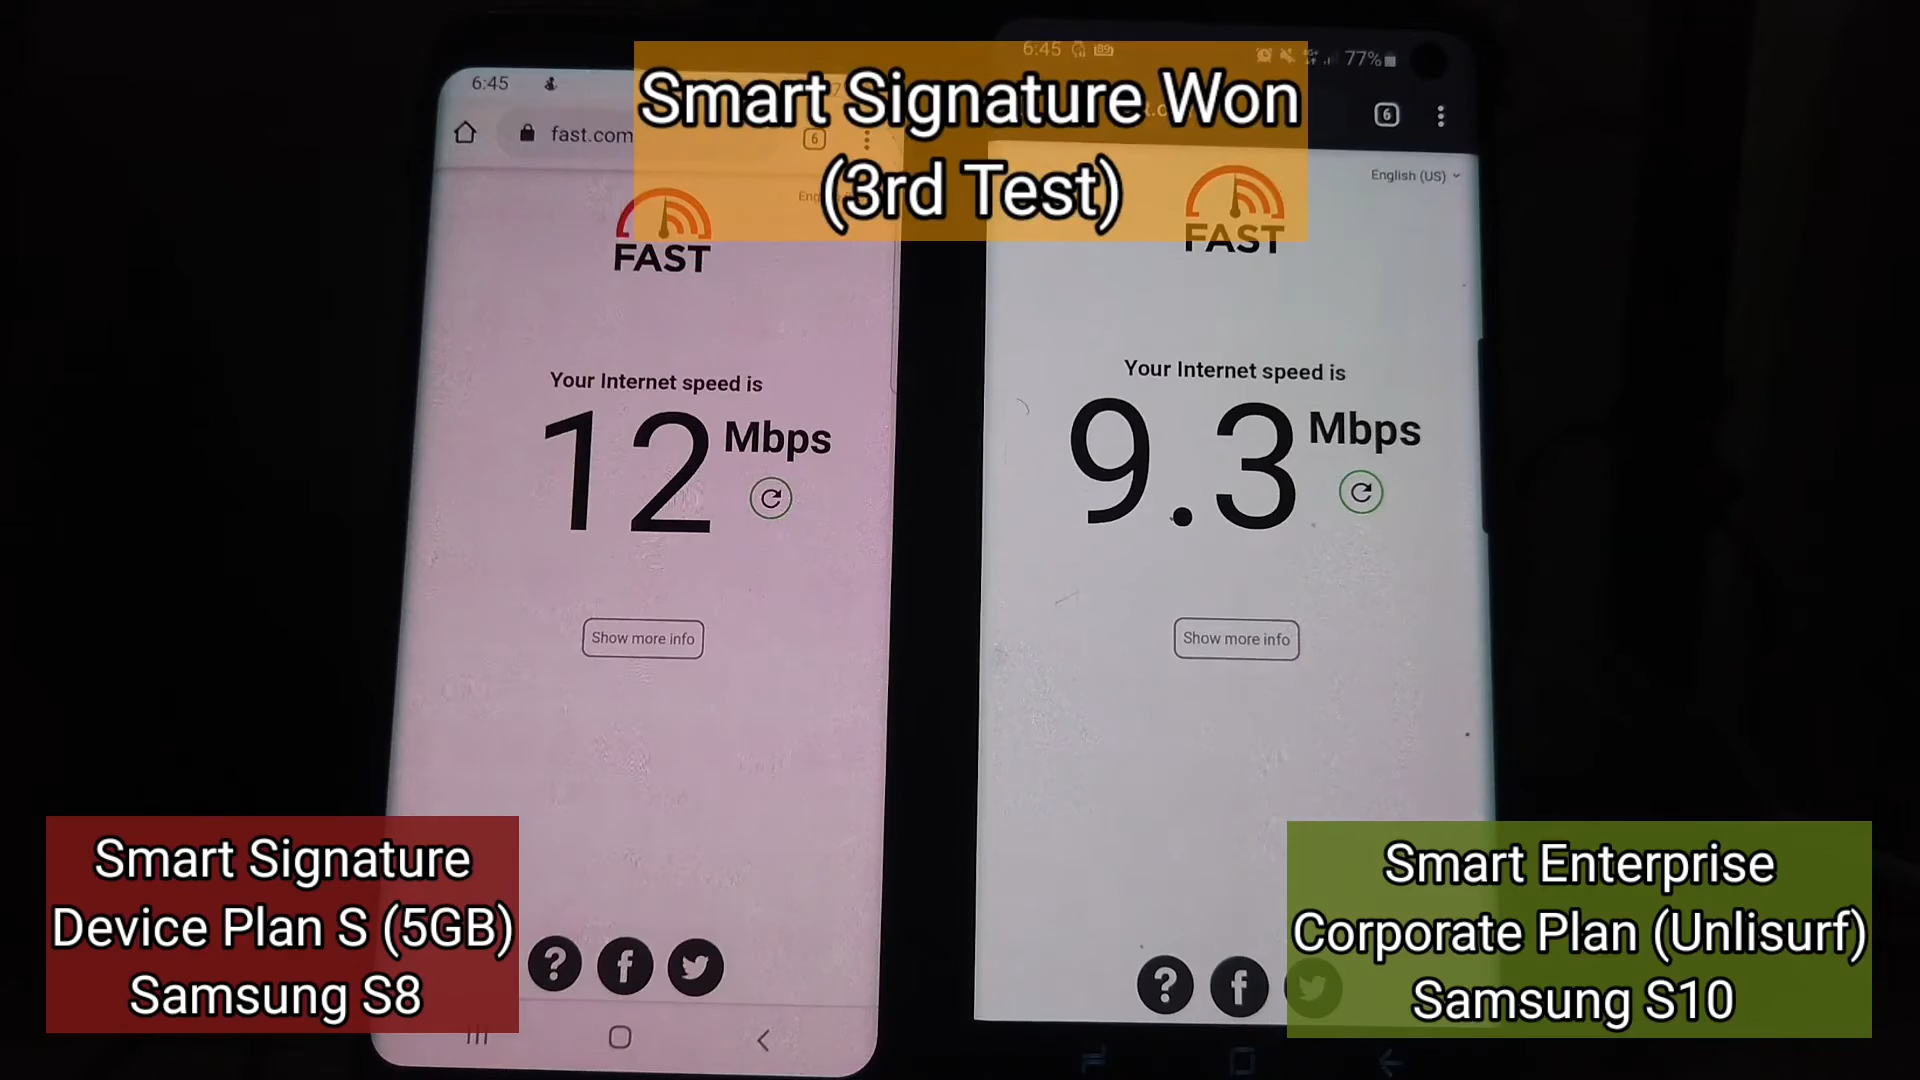 Smart Signature Won
(3rd Test)
6:45
fast.com
6
FAST
Your Internet speed is
12 Mbps
Show more info
?
f
6:45
77%
6
English (US)
FAST
Your Internet speed is
9.3 Mbps
Show more info
?
f
Smart Signature
Device Plan S (5GB)
Samsung S8
Smart Enterprise
Corporate Plan (Unlisurf)
Samsung S10